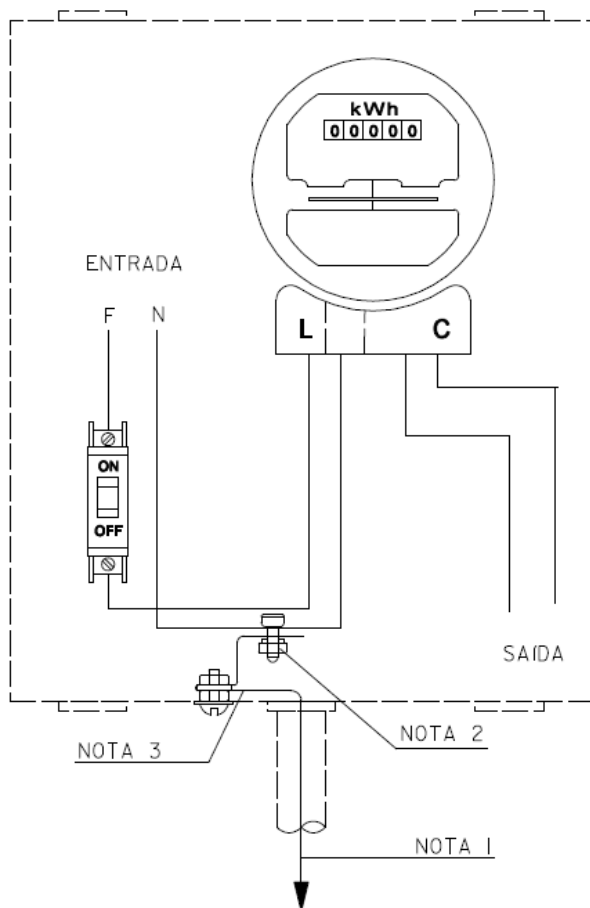 kWh
00000
ENTRADA
F N
L C
ON
OFF
SAÍDA
NOTA 2
NOTA 3
NOTA 1